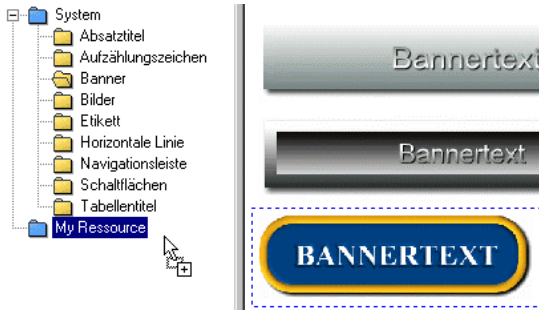 System
Absatztitel
Aufzählungszeichen
Banner
Bilder
Etikett
Horizontale Linie
Navigationsleiste
Schaltflächen
Tabellentitel
My Ressource
Bannertext
Bannertext
BANNERTEXT